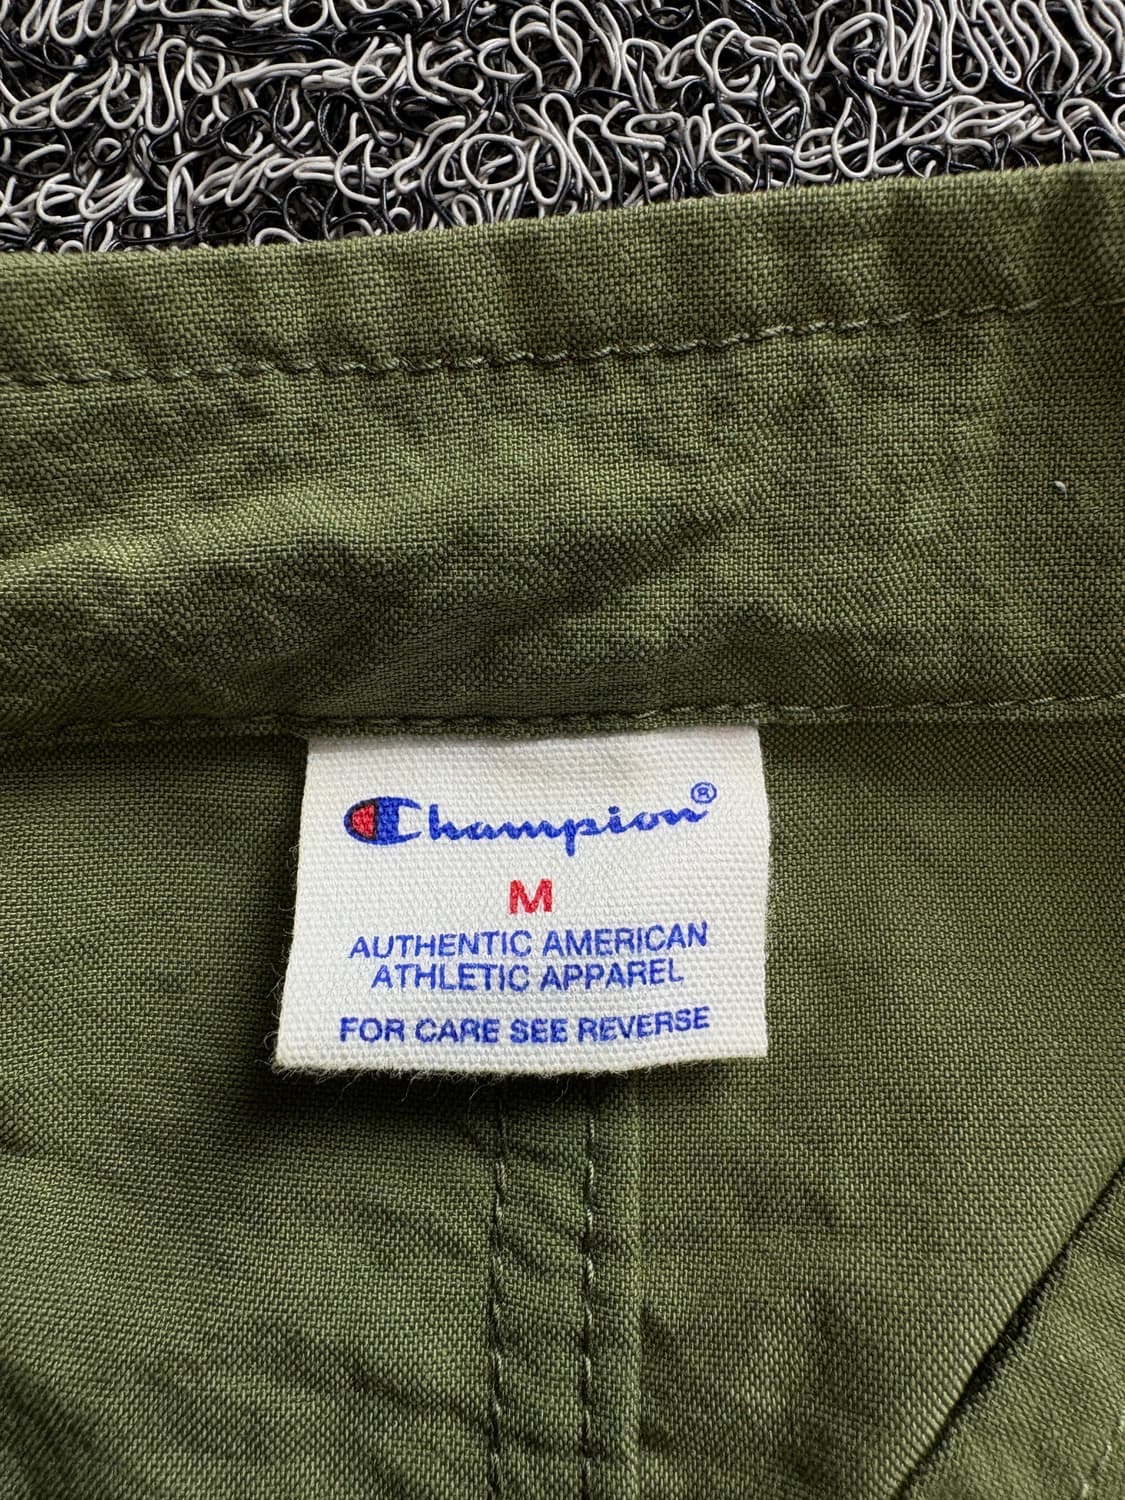 Champion®
M
AUTHENTIC AMERICAN
ATHLETIC APPAREL
FOR CARE SEE REVERSE